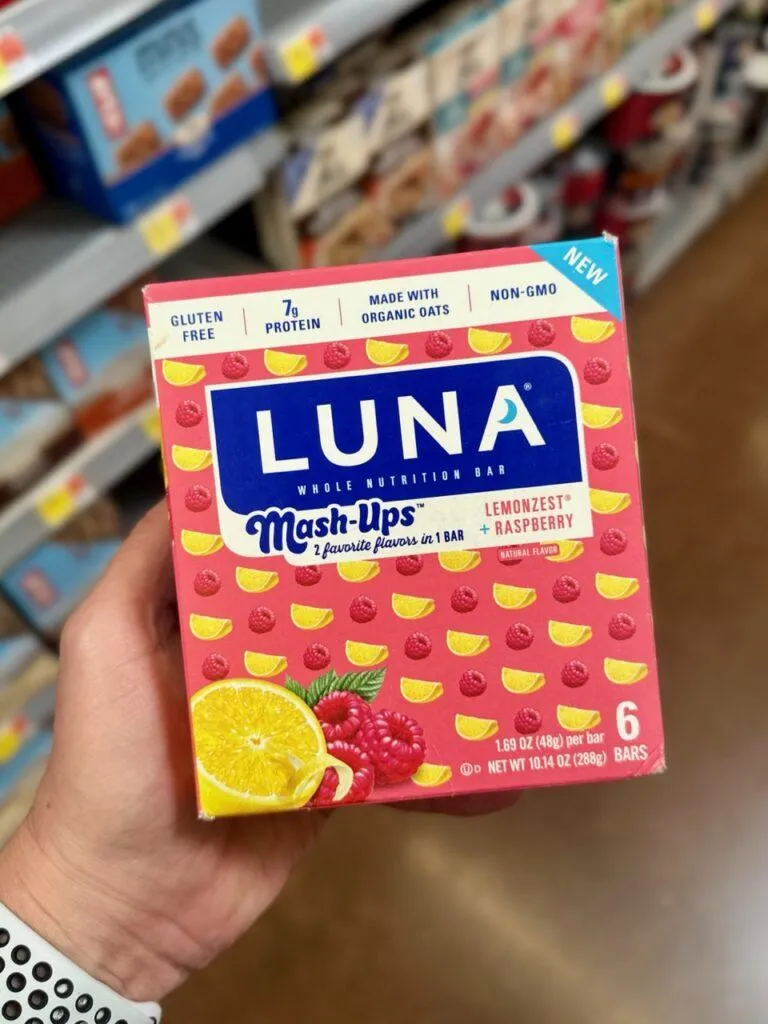 NEW
GLUTEN FREE
7g PROTEIN
MADE WITH ORGANIC OATS
NON-GMO
LUNA®
WHOLE NUTRITION BAR
Mash-Ups™
2 favorite flavors in 1 BAR
LEMONZEST®
+ RASPBERRY
NATURAL FLAVOR
1.69 OZ (48g) per bar
NET WT 10.14 OZ (288g)
6
BARS